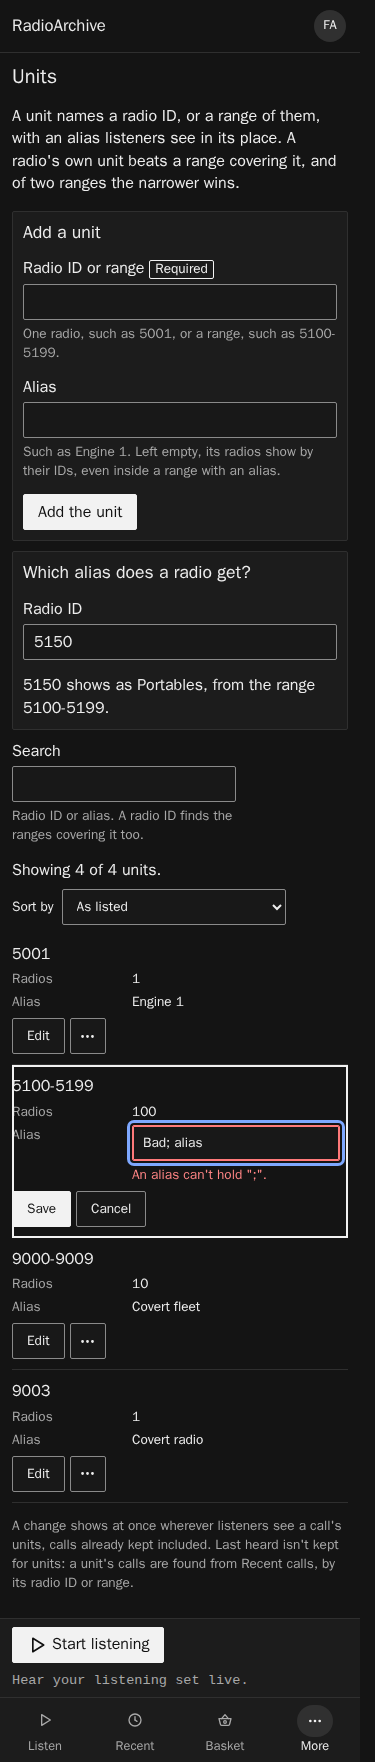 RadioArchive
FA
Units
A unit names a radio ID, or a range of them,
with an alias listeners see in its place. A
radio's own unit beats a range covering it, and
of two ranges the narrower wins.
Add a unit
Radio ID or range Required
One radio, such as 5001, or a range, such as 5100-
5199.
Alias
Such as Engine 1. Left empty, its radios show by
their IDs, even inside a range with an alias.
Add the unit
Which alias does a radio get?
Radio ID
5150
5150 shows as Portables, from the range
5100-5199.
Search
Radio ID or alias. A radio ID finds the
ranges covering it too.
Showing 4 of 4 units.
Sort by As listed
5001
Radios 1
Alias Engine 1
Edit ...
5100-5199
Radios 100
Alias Bad; alias
An alias can't hold ";".
Save Cancel
9000-9009
Radios 10
Alias Covert fleet
Edit ...
9003
Radios 1
Alias Covert radio
Edit ...
A change shows at once wherever listeners see a call's
units, calls already kept included. Last heard isn't kept
for units: a unit's calls are found from Recent calls, by
its radio ID or range.
Start listening
Hear your listening set live.
Listen Recent Basket More